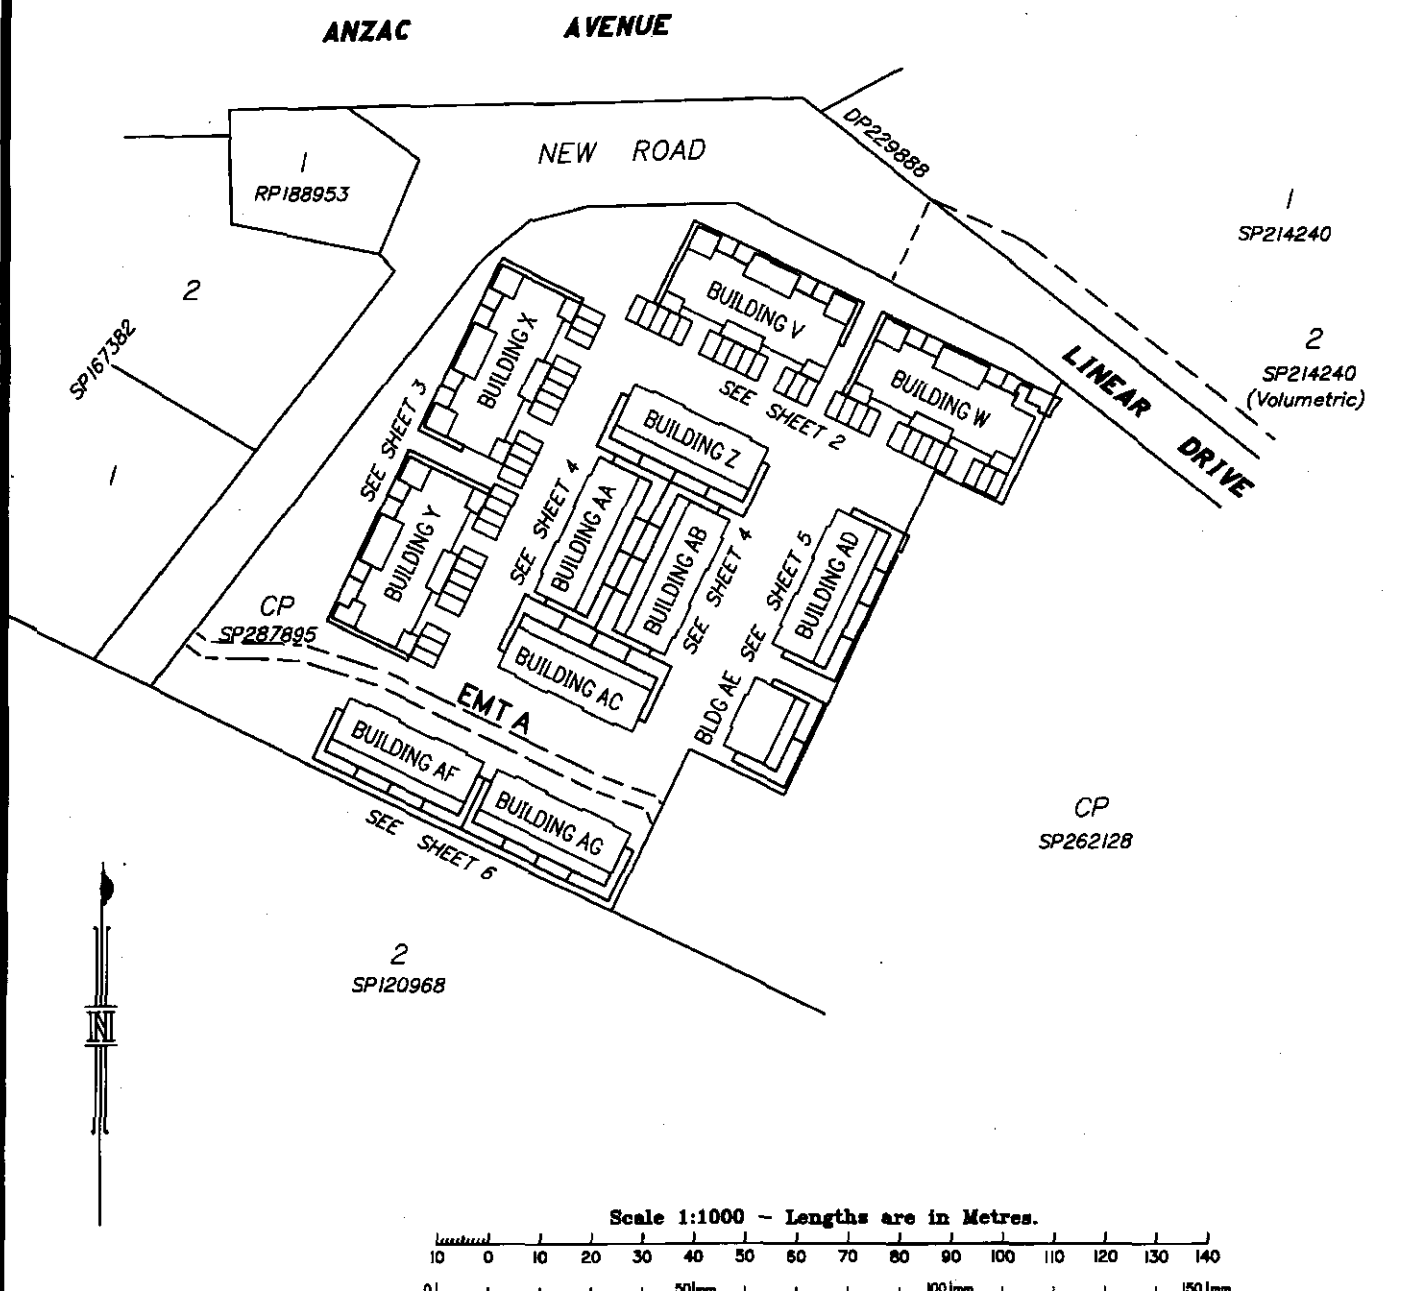 ANZAC AVENUE
NEW ROAD
DP229888
1
RP188953
1
SP214240
2
SP167382
1
2
SP214240
(Volumetric)
LINEAR DRIVE
BUILDING V
BUILDING W
SEE SHEET 2
BUILDING X
SEE SHEET 3
BUILDING Y
BUILDING Z
SEE SHEET 4
BUILDING AA
BUILDING AB
SEE SHEET 4
SEE SHEET 5
BUILDING AD
BUILDING AC
BLDG AE
CP
SP287895
EMT A
BUILDING AF
BUILDING AG
SEE SHEET 6
CP
SP262128
2
SP120968
N
Scale 1:1000 - Lengths are in Metres.
10 0 10 20 30 40 50 60 70 80 90 100 110 120 130 140
0 50mm 100mm 150mm